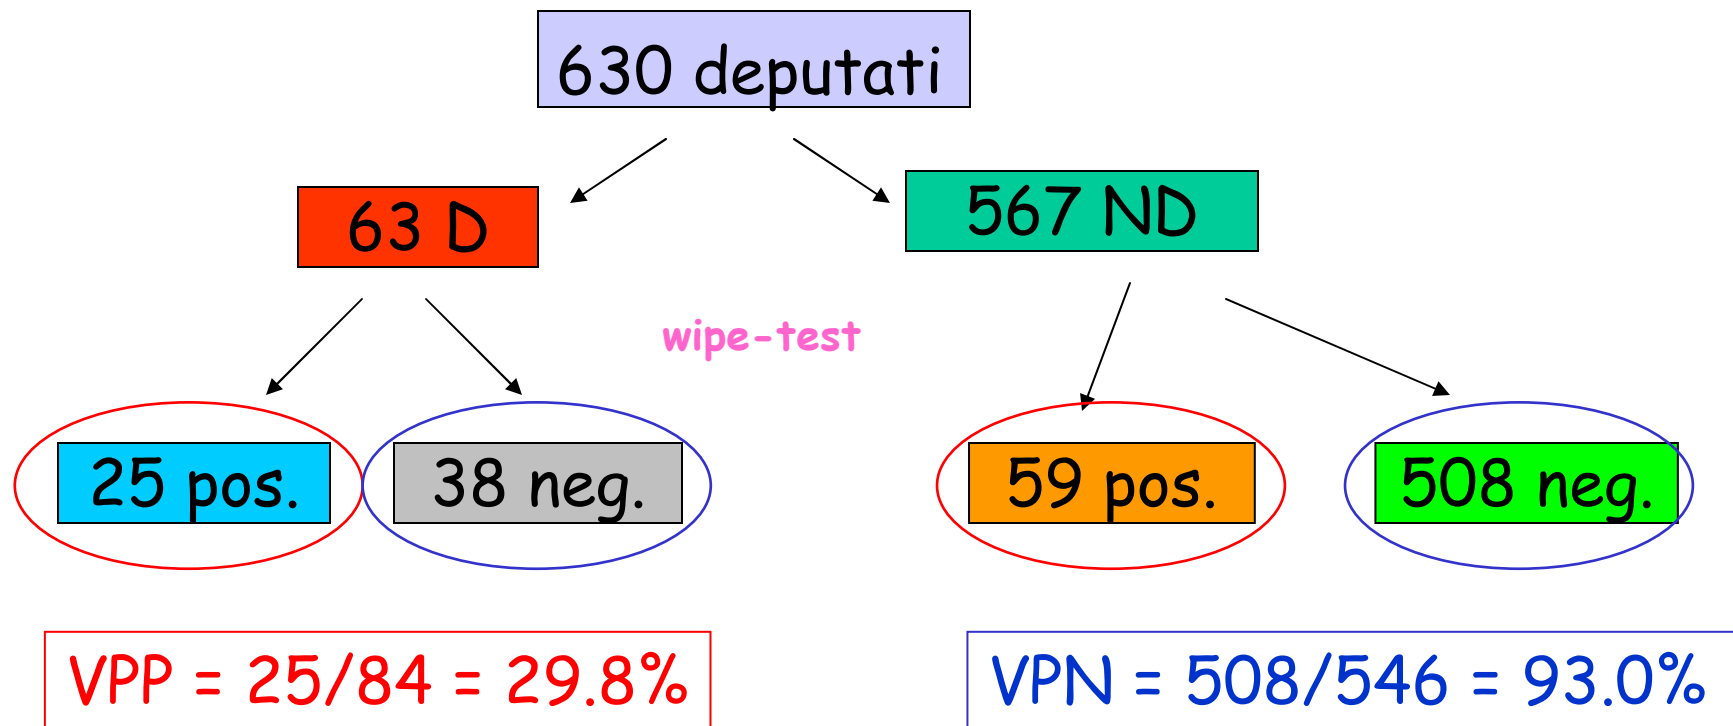 630 deputati
63 D
567 ND
wipe-test
25 pos.
38 neg.
59 pos.
508 neg.
VPP = 25/84 = 29.8%
VPN = 508/546 = 93.0%